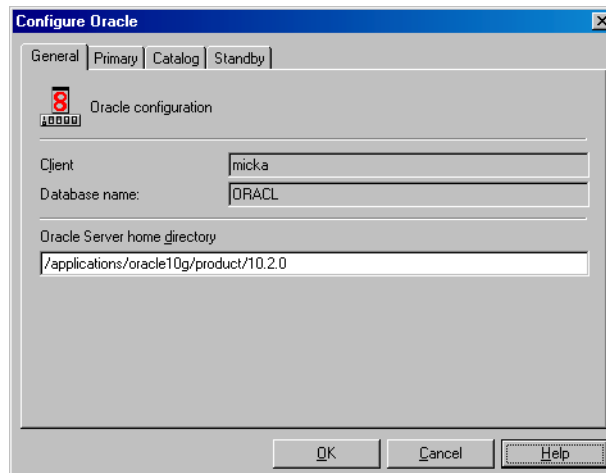 Configure Oracle
General Primary Catalog Standby
8
Oracle configuration
Client micka
Database name: ORACL
Oracle Server home directory
/applications/oracle10g/product/10.2.0
OK Cancel Help